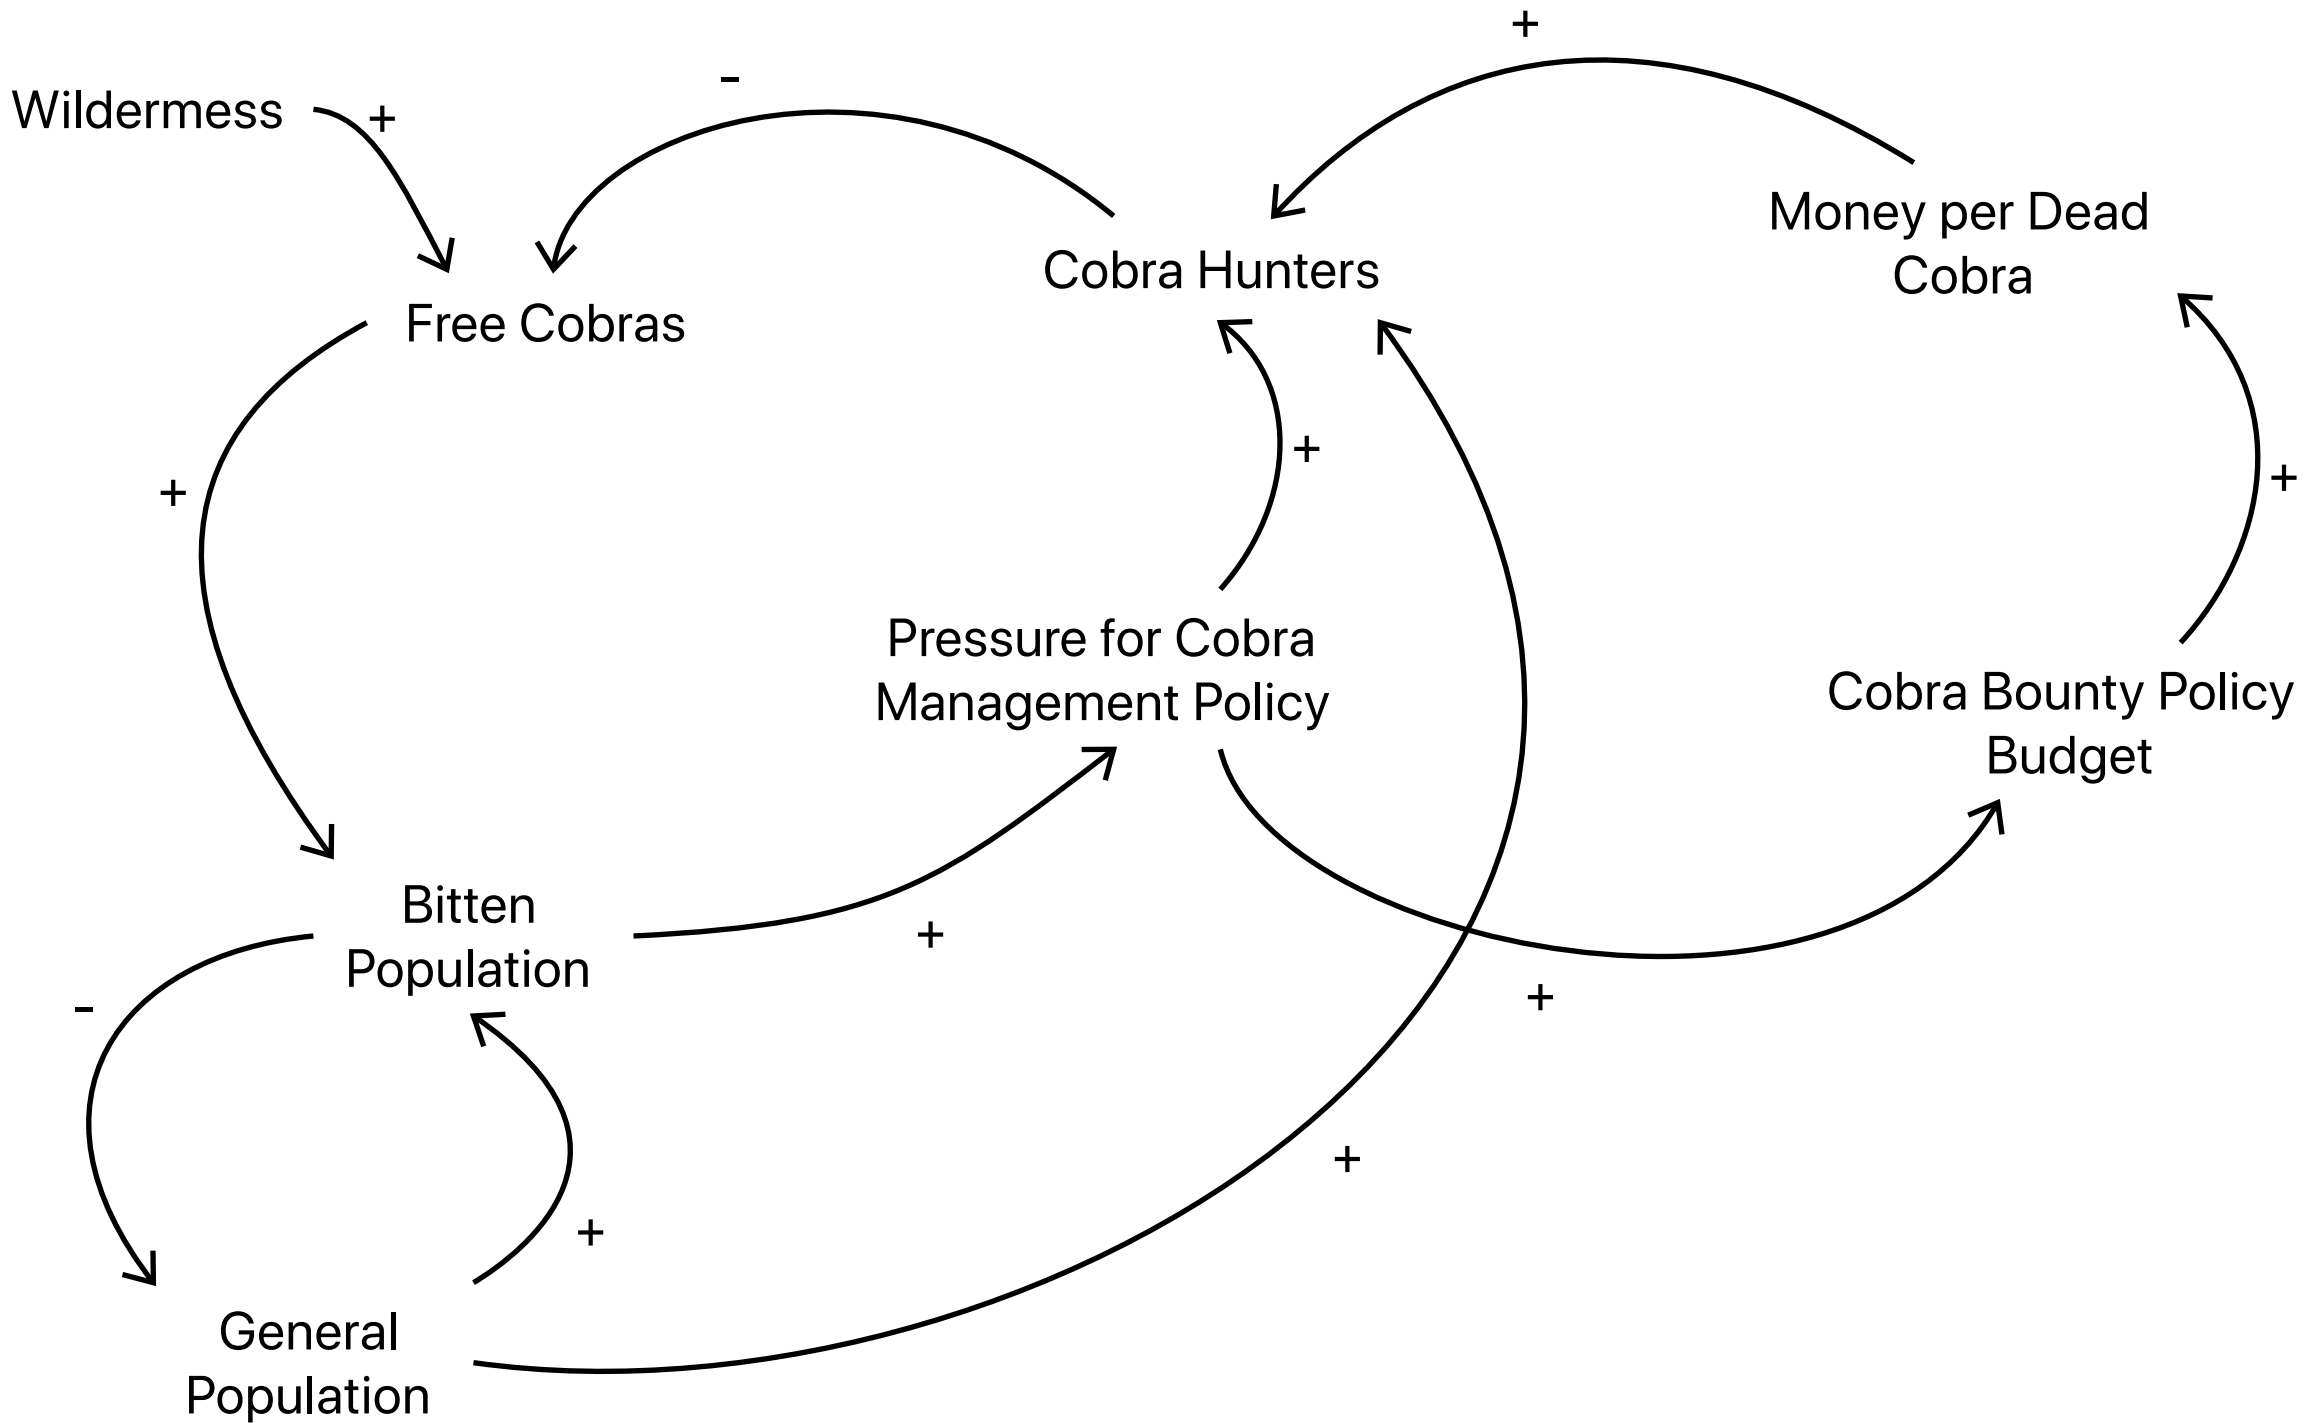 +
-
Wildermess
+
Money per Dead
Cobra
Cobra Hunters
Free Cobras
+
+
+
Pressure for Cobra
Management Policy
Cobra Bounty Policy
Budget
Bitten
Population
+
-
+
+
+
General
Population